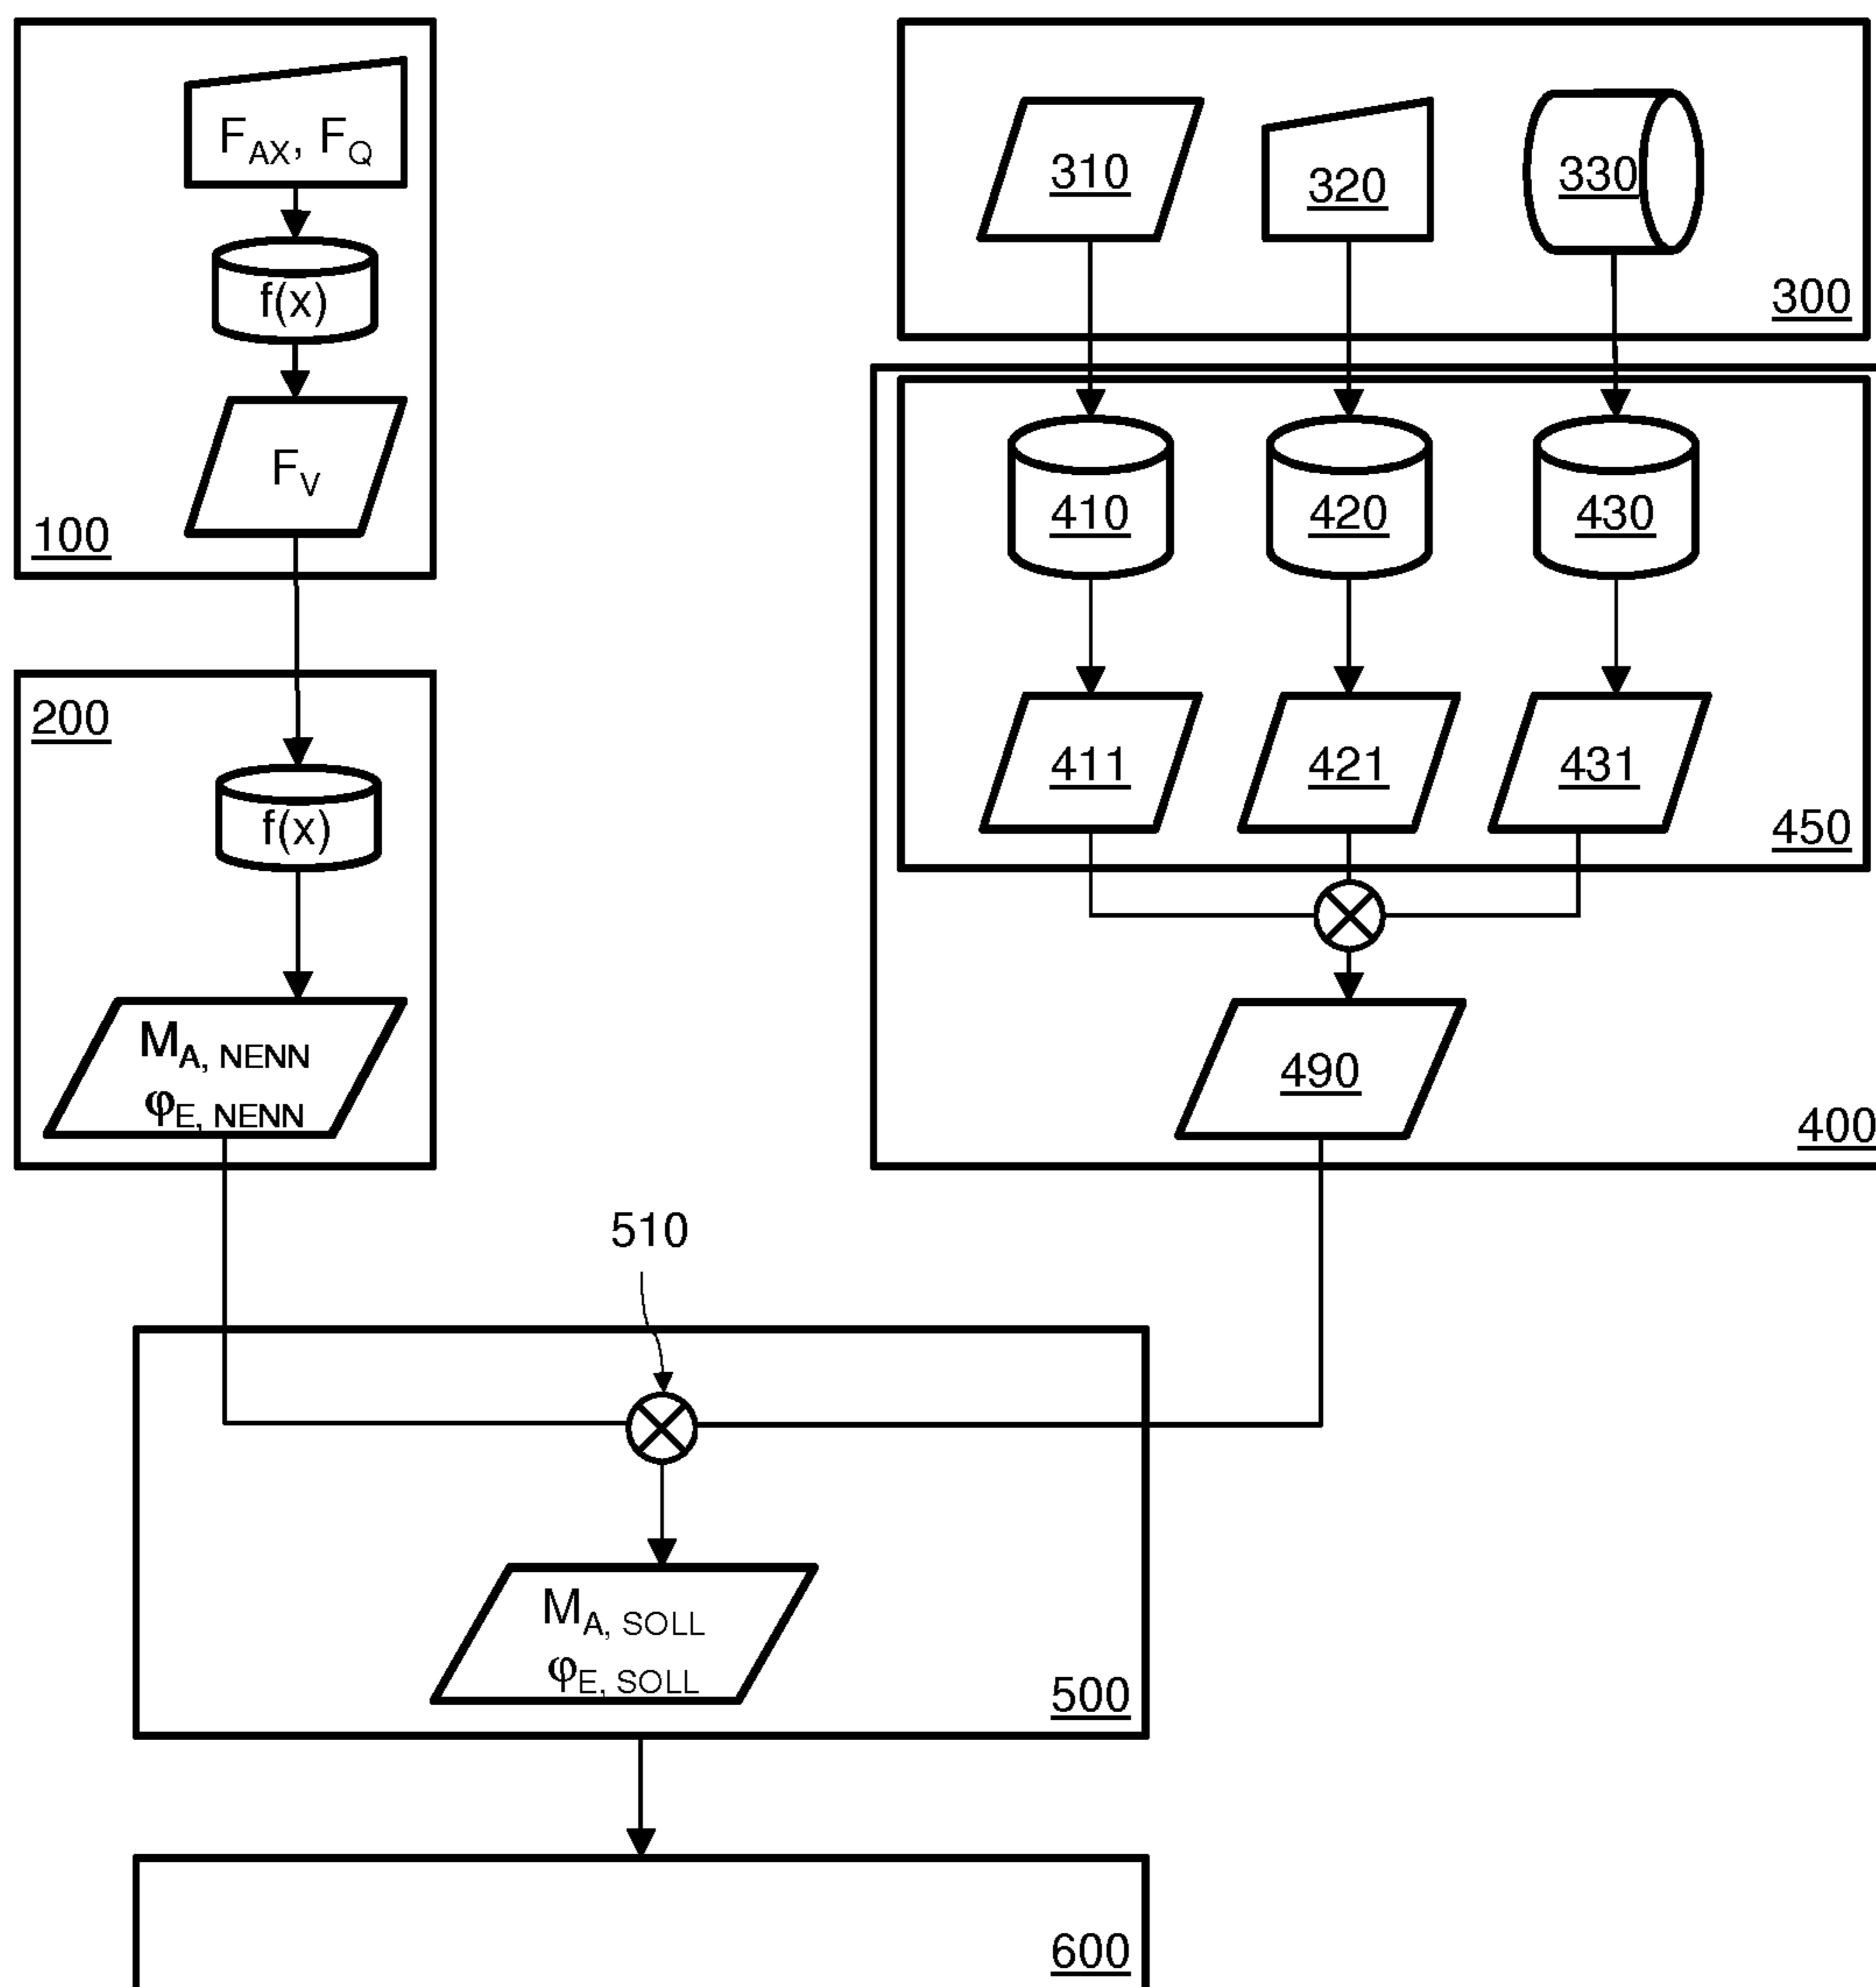 F_AX, F_Q
f(x)
F_V
100
200
f(x)
M_A, NENN
φ_E, NENN
310 320 330
300
410 420 430
411 421 431
450
490
400
510
M_A, SOLL
φ_E, SOLL
500
600